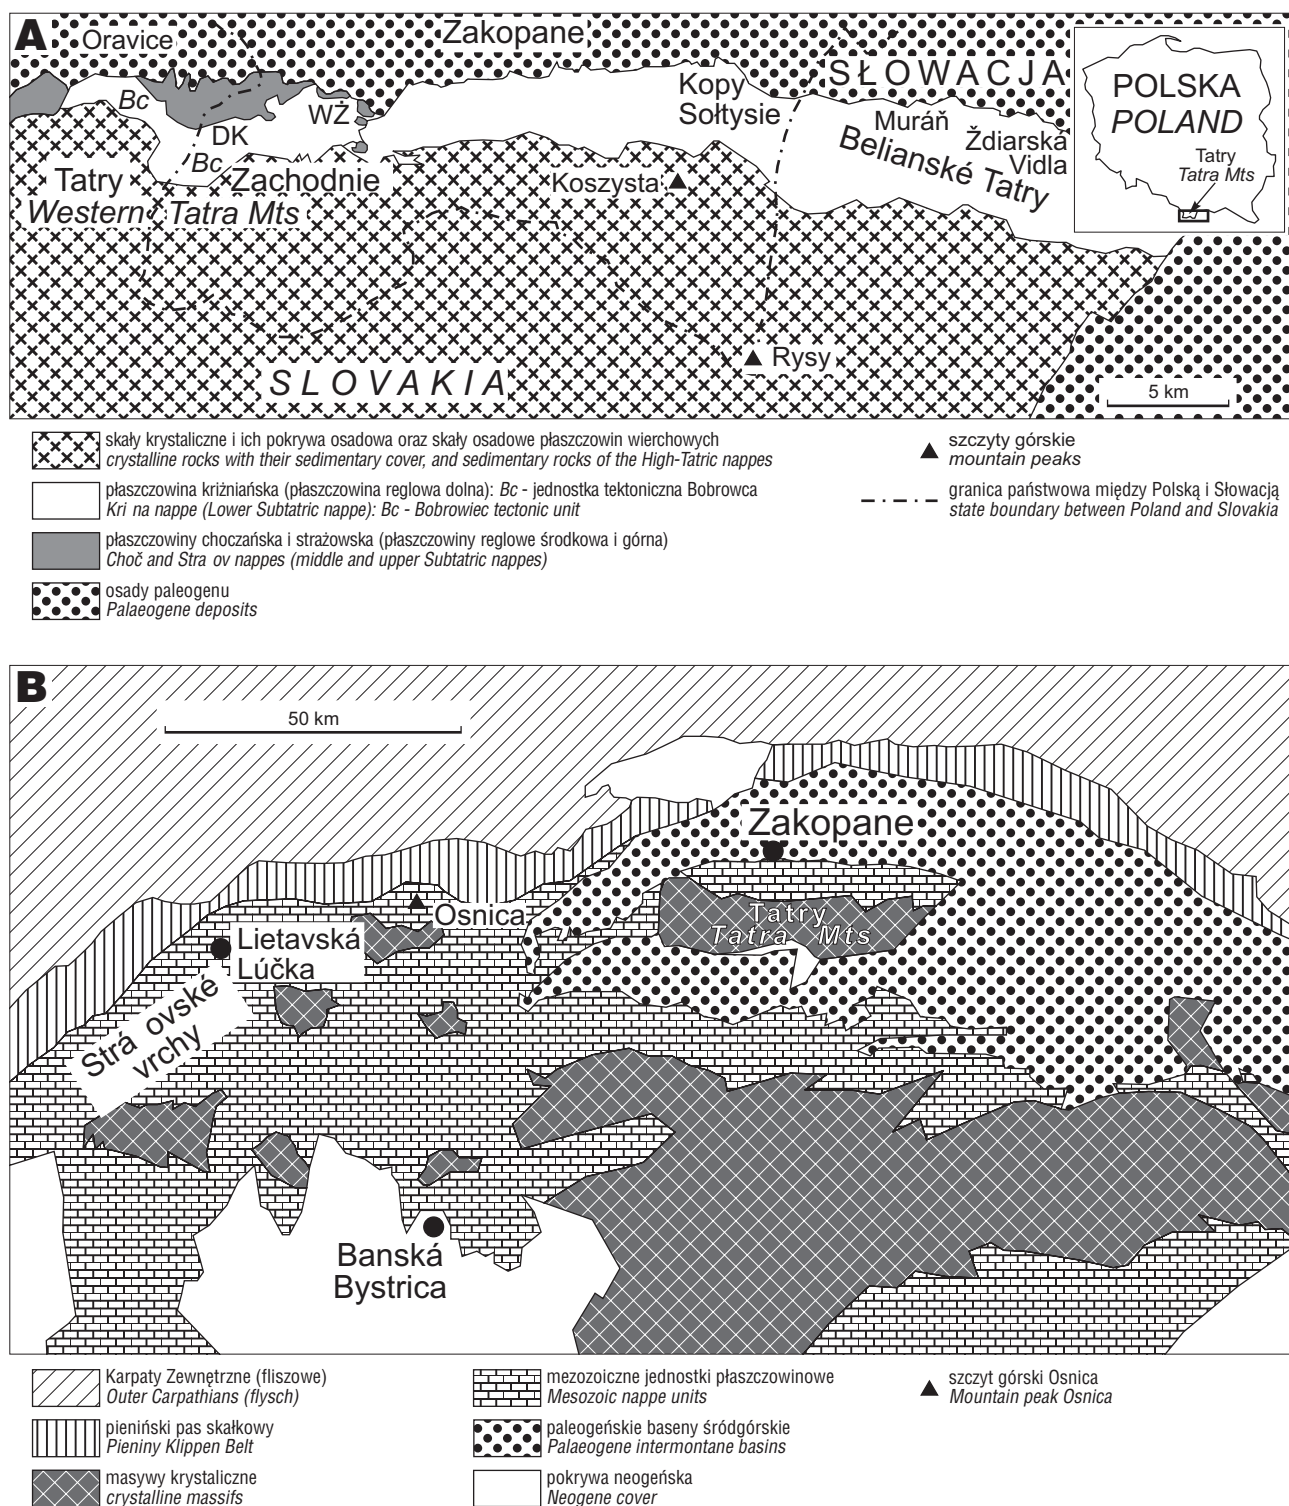 A
Oravice
Zakopane
SŁOWACJA
Bc
WŻ
DK
Bc
Kopy
Sołtysie
Muráň
Ždiarská
Vidla
Belianské Tatry
POLSKA
POLAND
Tatry
Tatra Mts
Tatry Zachodnie
Western Tatra Mts
Koszysta
Rysy
SLOVAKIA
5 km
skały krystaliczne i ich pokrywa osadowa oraz skały osadowe płaszczowin wierchowych
crystalline rocks with their sedimentary cover, and sedimentary rocks of the High-Tatric nappes
płaszczowina kriżniańska (płaszczowina reglowa dolna): Bc - jednostka tektoniczna Bobrowca
Kri na nappe (Lower Subtatric nappe): Bc - Bobrowiec tectonic unit
płaszczowiny choczańska i strażowska (płaszczowiny reglowe środkowa i górna)
Choč and Stra ov nappes (middle and upper Subtatric nappes)
osady paleogenu
Palaeogene deposits
szczyty górskie
mountain peaks
granica państwowa między Polską i Słowacją
state boundary between Poland and Slovakia
B
50 km
Zakopane
Tatry
Tatra Mts
Osnica
Lietavská
Lúčka
Strá ovské
vrchy
Banská
Bystrica
Karpaty Zewnętrzne (fliszowe)
Outer Carpathians (flysch)
pieniński pas skałkowy
Pieniny Klippen Belt
masywy krystaliczne
crystalline massifs
mezozoiczne jednostki płaszczowinowe
Mesozoic nappe units
paleogeńskie baseny śródgórskie
Palaeogene intermontane basins
pokrywa neogeńska
Neogene cover
szczyt górski Osnica
Mountain peak Osnica